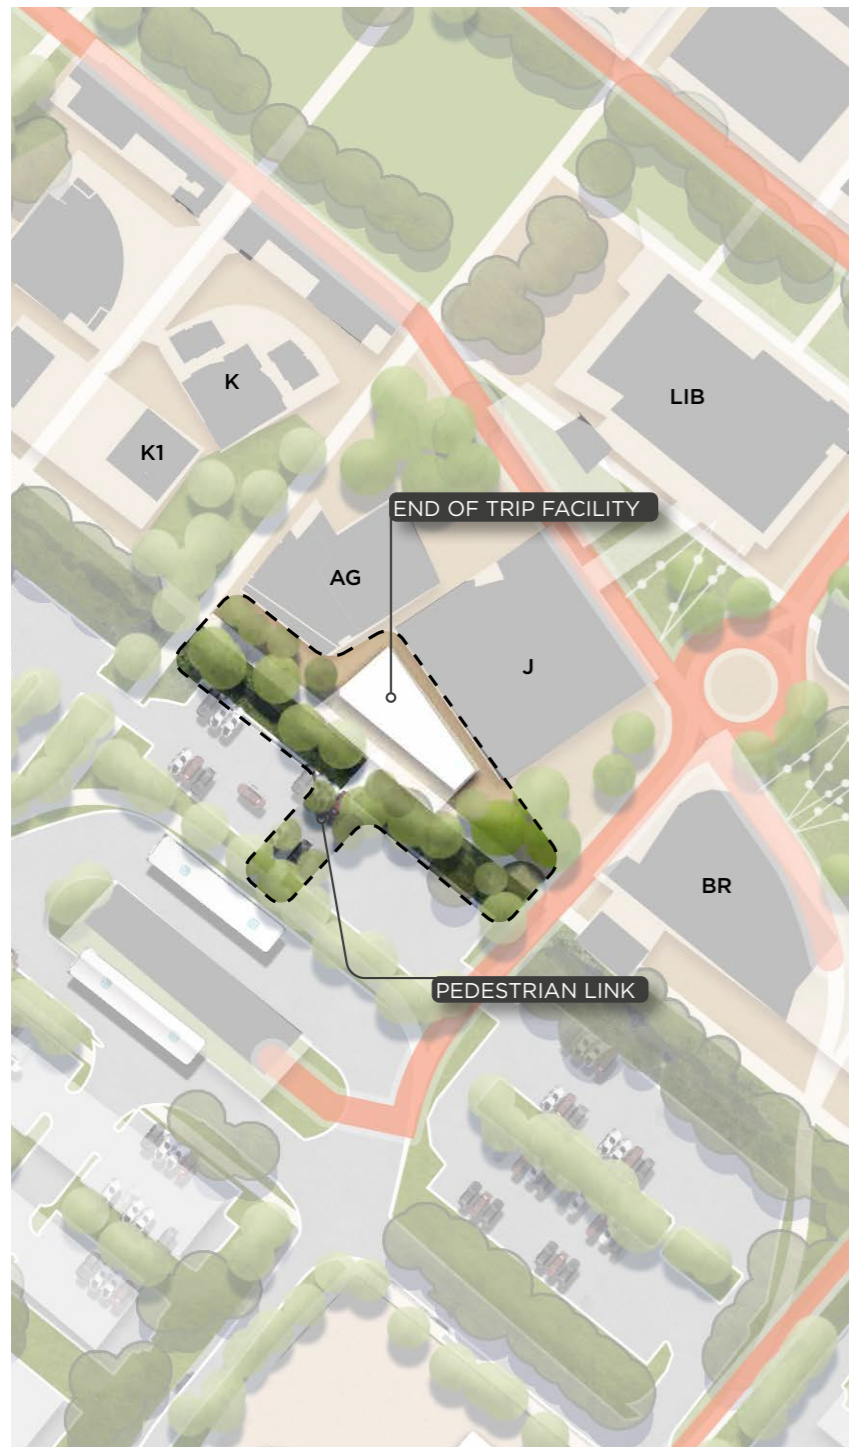 K
LIB
K1
END OF TRIP FACILITY
AG
J
BR
PEDESTRIAN LINK